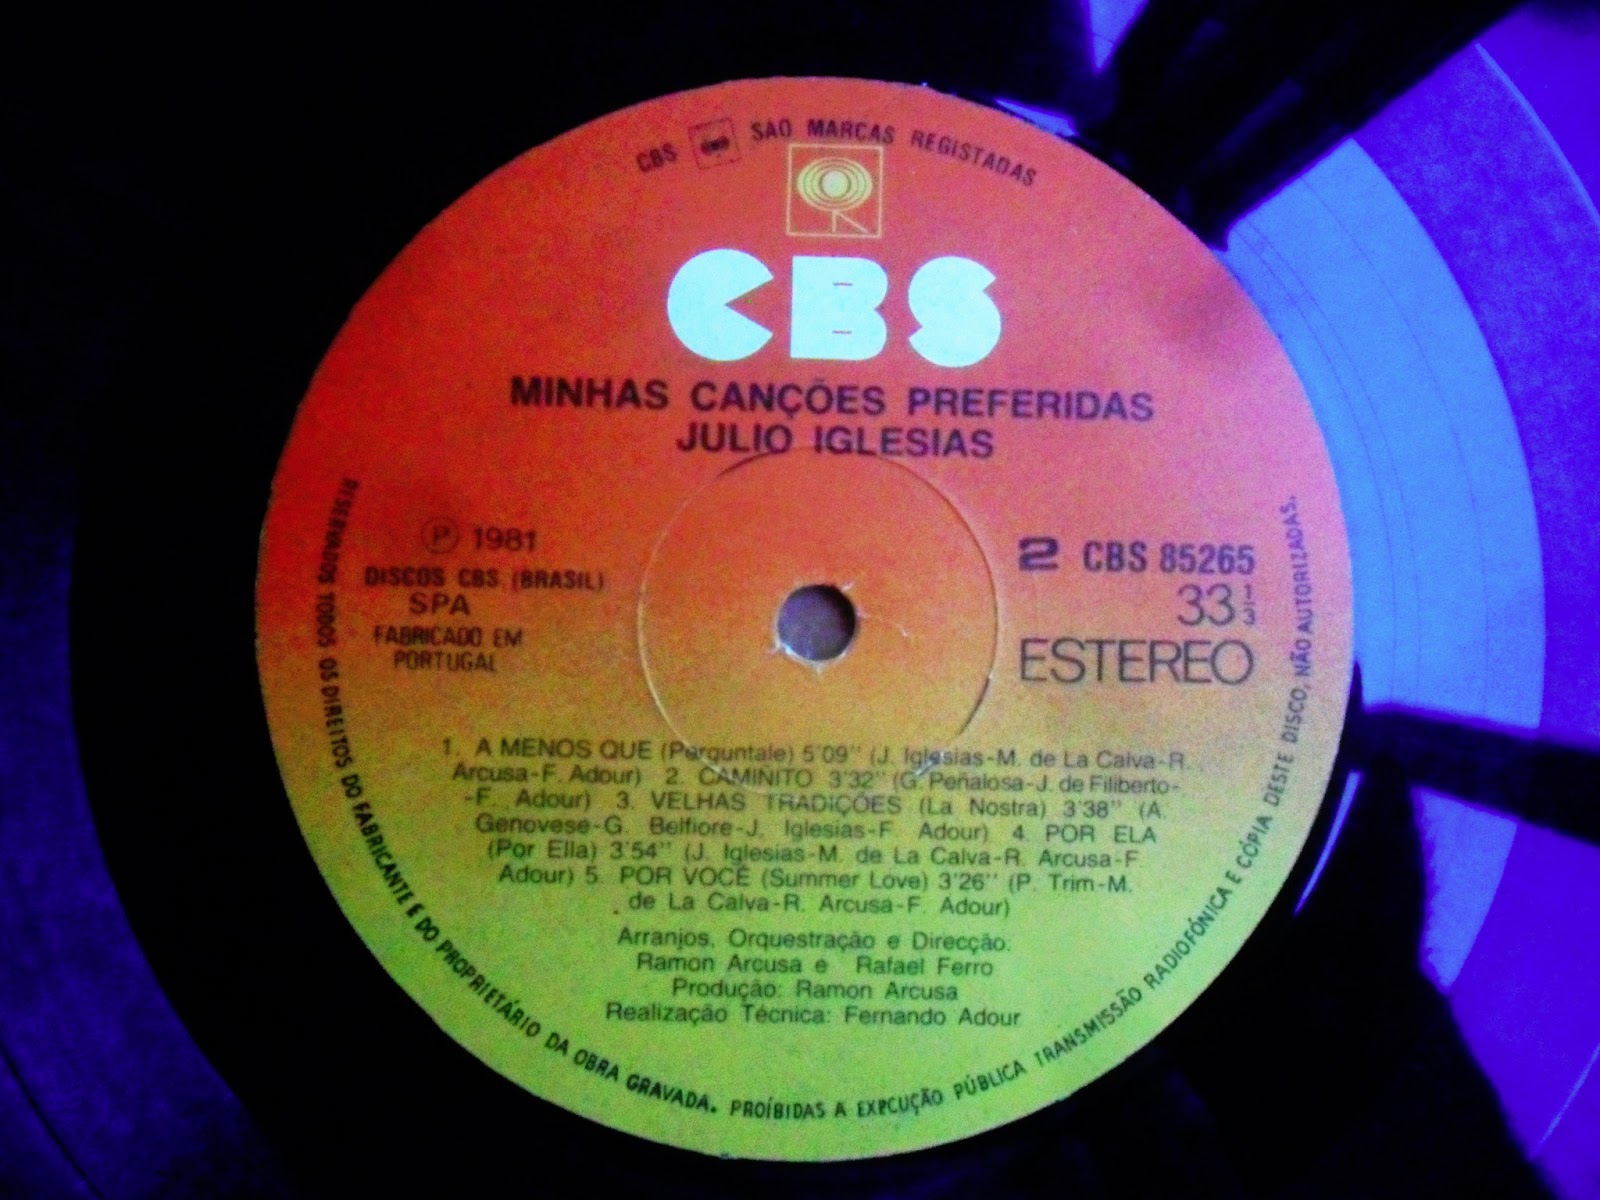 CBS SÃO MARCAS REGISTADAS
CBS
MINHAS CANÇÕES PREFERIDAS
JULIO IGLESIAS
Ⓟ 1981
DISCOS CBS (BRASIL)
SPA
FABRICADO EM
PORTUGAL
2 CBS 85265
33 1/3
ESTEREO
1. A MENOS QUE (Perguntale) 5'09" (J. Iglesias-M. de La Calva-R.
Arcusa-F. Adour) 2. CAMIÑITO 3'32" (G. Peñalosa-J. de Filiberto-
-F. Adour) 3. VELHAS TRADIÇÕES (La Nostra) 3'38" (A.
Genovese-G. Belfiore-J. Iglesias-F. Adour) 4. POR ELA
(Por Ella) 3'54" (J. Iglesias-M. de La Calva-R. Arcusa-F.
Adour) 5. POR VOCÊ (Summer Love) 3'26" (P. Trim-M.
de La Calva-R. Arcusa-F. Adour)
Arranjos, Orquestração e Direcção:
Ramon Arcusa e Rafael Ferro
Produção: Ramon Arcusa
Realização Técnica: Fernando Adour
RESERVADOS TODOS OS DIREITOS DO FABRICANTE E DO PROPRIETÁRIO DA OBRA GRAVADA. PROÍBIDAS A EXECUÇÃO PÚBLICA TRANSMISSÃO RADIOFÓNICA E CÓPIA DESTE DISCO, NÃO AUTORIZADAS.